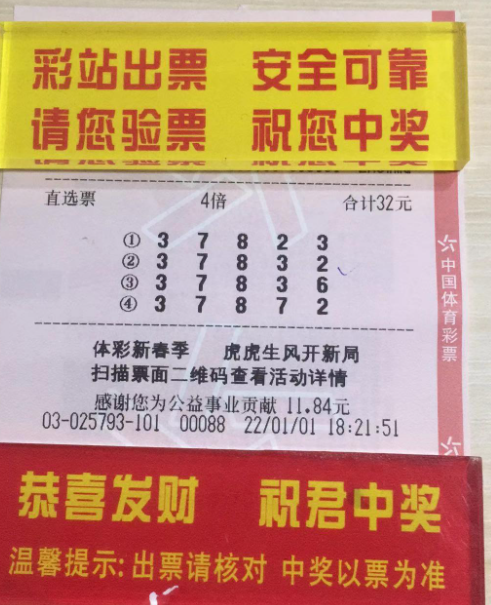 彩站出票 安全可靠
请您验票 祝您中奖
直选票 4倍 合计32元
① 3 7 8 2 3
② 3 7 8 3 2
③ 3 7 8 3 6
④ 3 7 8 7 2
中国体育彩票
体彩新春季 虎虎生风开新局
扫描票面二维码查看活动详情
感谢您为公益事业贡献 11.84元
03-025793-101 00088 22/01/01 18:21:51
恭喜发财 祝君中奖
温馨提示:出票请核对 中奖以票为准